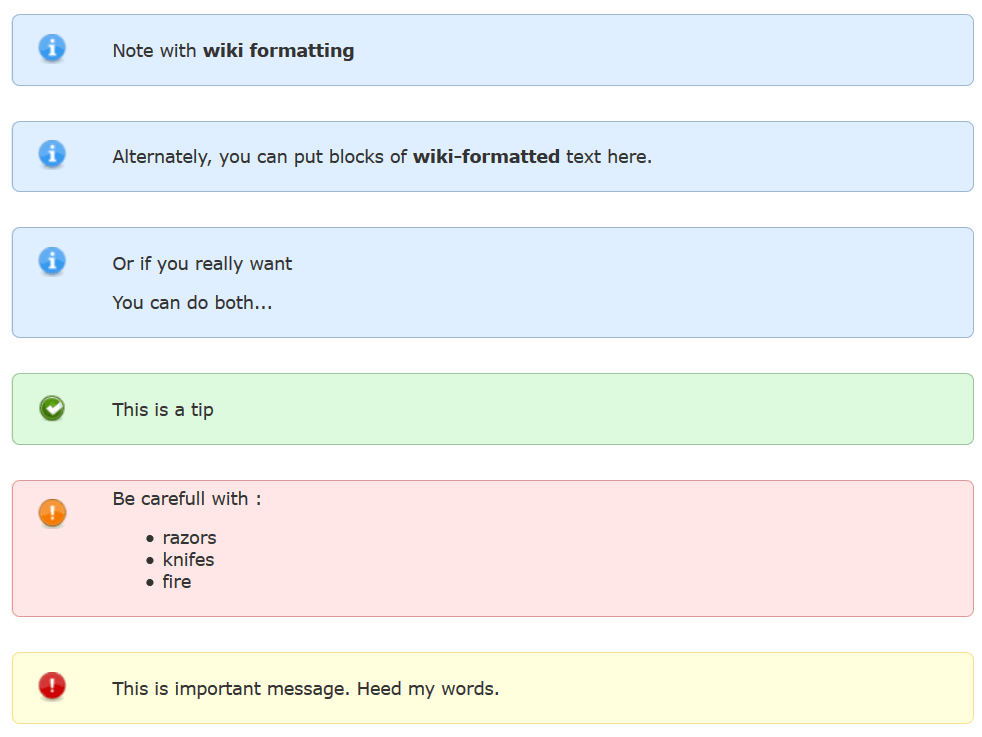 Note with wiki formatting
Alternately, you can put blocks of wiki-formatted text here.
Or if you really want
You can do both...
This is a tip
Be carefull with :
razors
knifes
fire
This is important message. Heed my words.